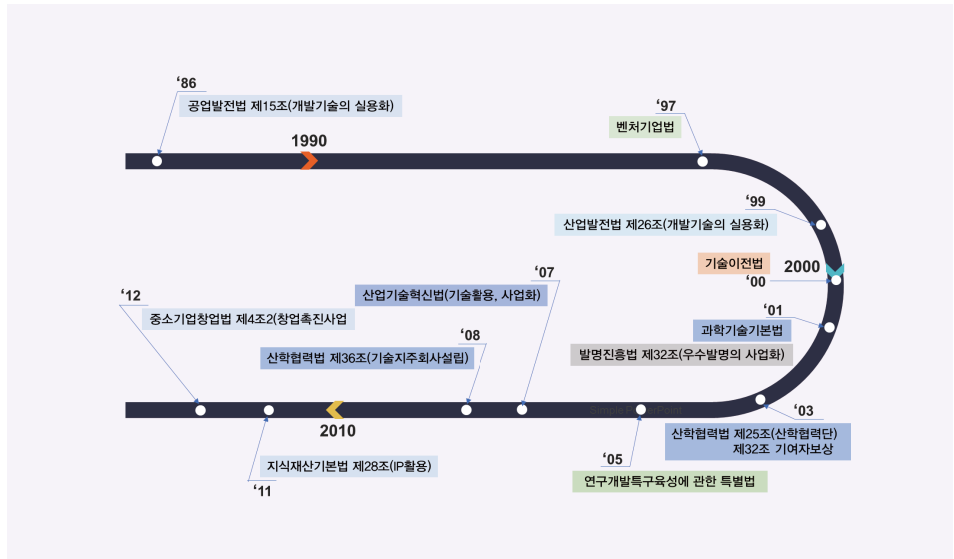 ‘86
공업발전법 제15조(개발기술의 실용화)
1990
‘97
벤처기업법
‘99
산업발전법 제26조(개발기술의 실용화)
기술이전법
2000
‘00
‘01
과학기술기본법
발명진흥법 제32조(우수발명의 사업화)
‘03
산학협력법 제25조(산학협력단)
제32조 기여자보상
‘05
연구개발특구육성에 관한 특별법
‘07
산업기술혁신법(기술활용, 사업화)
‘08
산학협력법 제36조(기술지주회사설립)
2010
‘11
지식재산기본법 제28조(IP활용)
‘12
중소기업창업법 제4조2(창업촉진사업
Simple PowerPoint